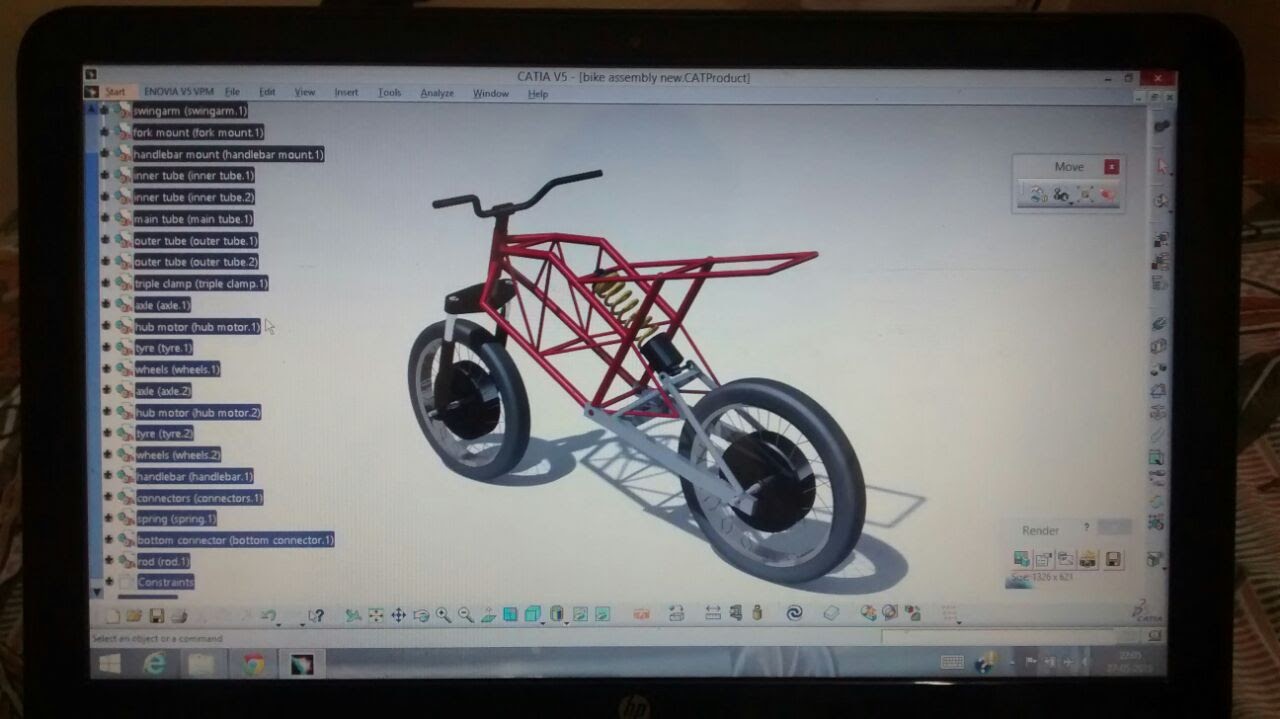 CATIA V5 - [bike assembly new.CATProduct]
Start ENOVIA V5 VPM File Edit View Insert Tools Analyze Window Help
swingarm (swingarm.1)
fork mount (fork mount.1)
handlebar mount (handlebar mount.1)
inner tube (inner tube.1)
inner tube (inner tube.2)
main tube (main tube.1)
outer tube (outer tube.1)
outer tube (outer tube.2)
triple clamp (triple clamp.1)
axle (axle.1)
hub motor (hub motor.1)
tyre (tyre.1)
wheels (wheels.1)
axle (axle.2)
hub motor (hub motor.2)
tyre (tyre.2)
wheels (wheels.2)
handlebar (handlebar.1)
connectors (connectors.1)
spring (spring.1)
bottom connector (bottom connector.1)
rod (rod.1)
Constraints
Move
Render ?
Size: 1326 x 621
CATIA
Select an object or a command
22:05
hp